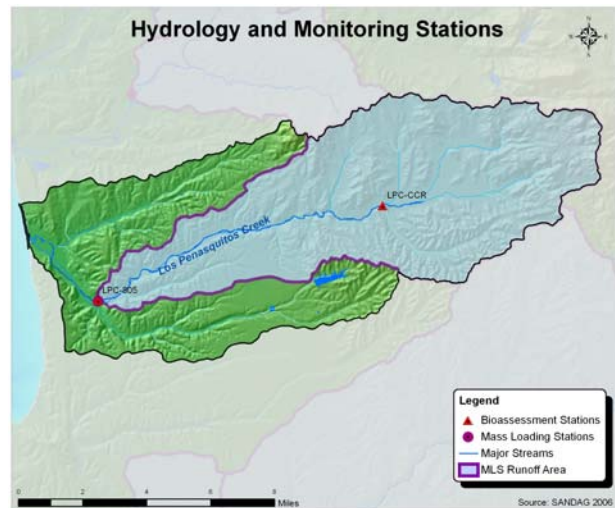 Hydrology and Monitoring Stations
N
LPC-CCR
Los Penasquitos Creek
LPC-805
Legend
Bioassessment Stations
Mass Loading Stations
Major Streams
MLS Runoff Area
0 2 4 6 8
Miles
Source: SANDAG 2006